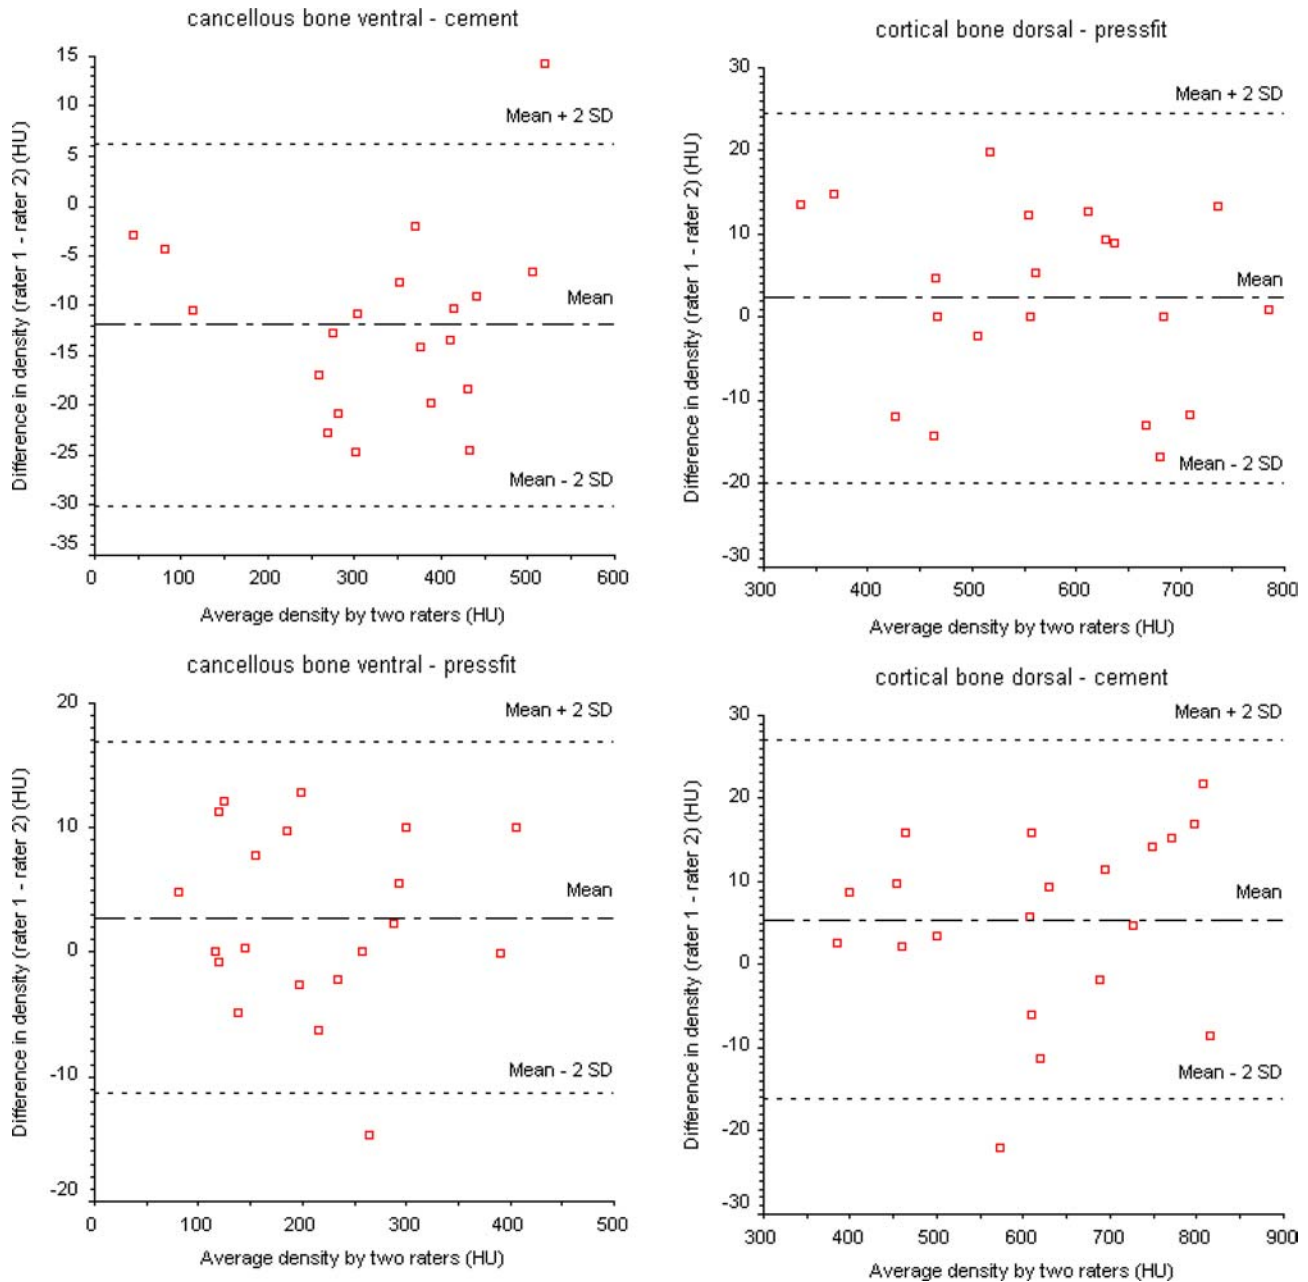 cancellous bone ventral - cement
Difference in density (rater 1 - rater 2) (HU)
15
10
5
0
-5
-10
-15
-20
-25
-30
-35
Mean + 2 SD
Mean
Mean - 2 SD
0 100 200 300 400 500 600
Average density by two raters (HU)
cortical bone dorsal - pressfit
Difference in density (rater 1 - rater 2) (HU)
30
20
10
0
-10
-20
-30
Mean + 2 SD
Mean
Mean - 2 SD
300 400 500 600 700 800
Average density by two raters (HU)
cancellous bone ventral - pressfit
Difference in density (rater 1 - rater 2) (HU)
20
10
0
-10
-20
Mean + 2 SD
Mean
Mean - 2 SD
0 100 200 300 400 500
Average density by two raters (HU)
cortical bone dorsal - cement
Difference in density (rater 1 - rater 2) (HU)
30
20
10
0
-10
-20
-30
Mean + 2 SD
Mean
Mean - 2 SD
300 400 500 600 700 800 900
Average density by two raters (HU)